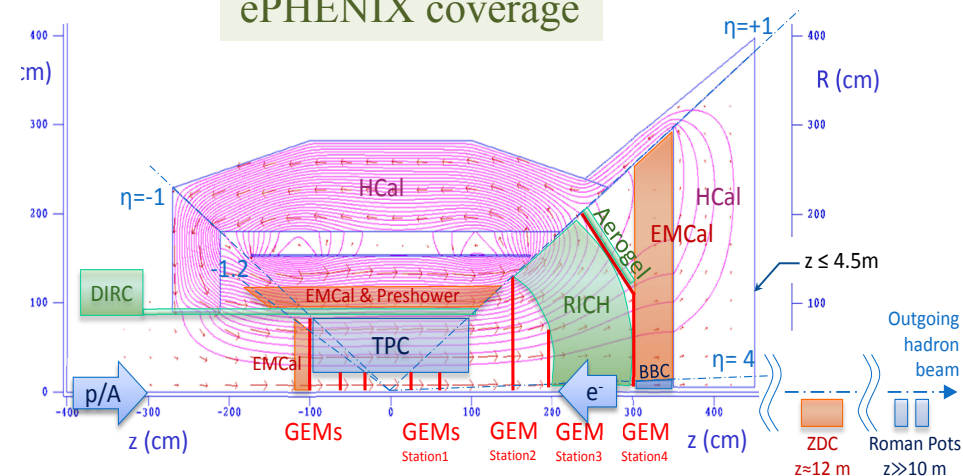 ePHENIX coverage
η=+1
400
400
cm)
R (cm)
300
300
HCal
HCal
η=-1
200
200
Aerogel
EMCal
-1.2
z ≤ 4.5m
DIRC
EMCal & Preshower
RICH
100
100
Outgoing
hadron
beam
TPC
EMCal
η= 4
BBC
p/A
e-
0
0
-400
-300
-200
-100
0
100
200
300
400
z (cm)
GEMs
GEMs
Station1
GEM
Station2
GEM
Station3
GEM
Station4
z (cm)
ZDC
z≈12 m
Roman Pots
z≫10 m